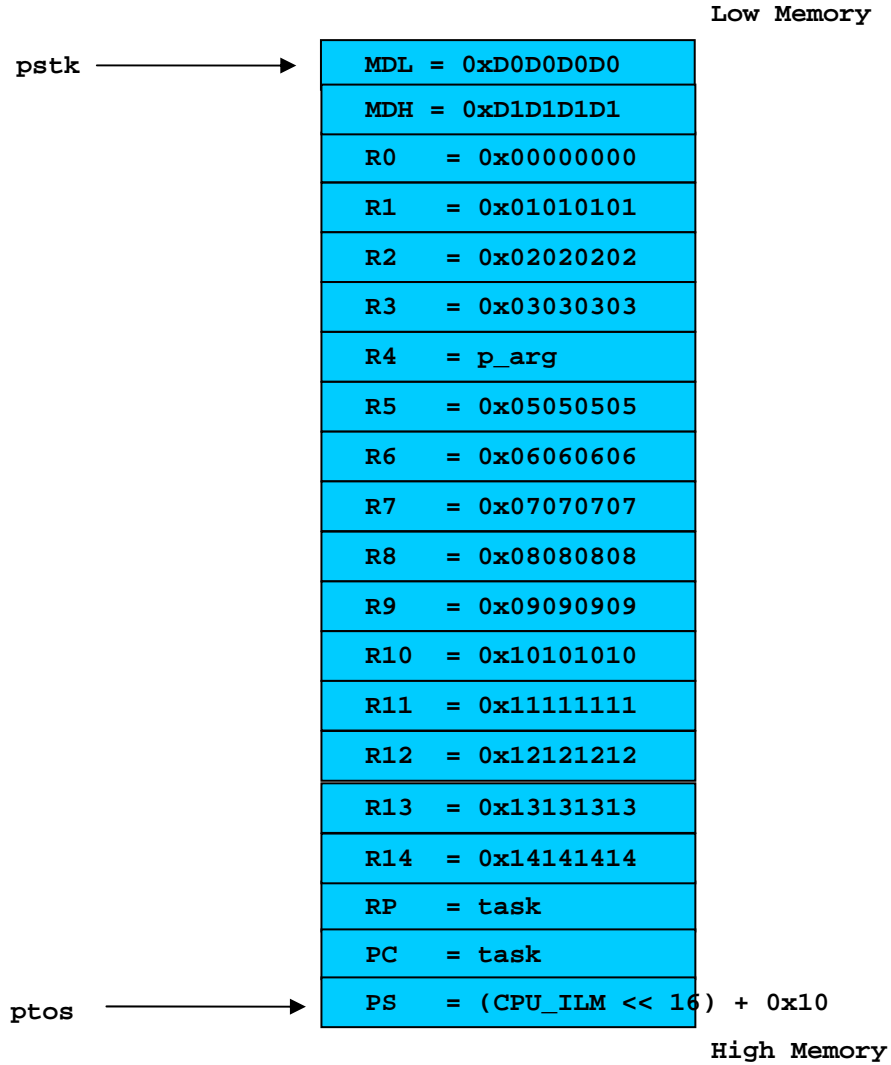 Low Memory
pstk
MDL = 0xD0D0D0D0
MDH = 0xD1D1D1D1
R0 = 0x00000000
R1 = 0x01010101
R2 = 0x02020202
R3 = 0x03030303
R4 = p_arg
R5 = 0x05050505
R6 = 0x06060606
R7 = 0x07070707
R8 = 0x08080808
R9 = 0x09090909
R10 = 0x10101010
R11 = 0x11111111
R12 = 0x12121212
R13 = 0x13131313
R14 = 0x14141414
RP = task
PC = task
ptos
PS = (CPU_ILM << 16) + 0x10
High Memory